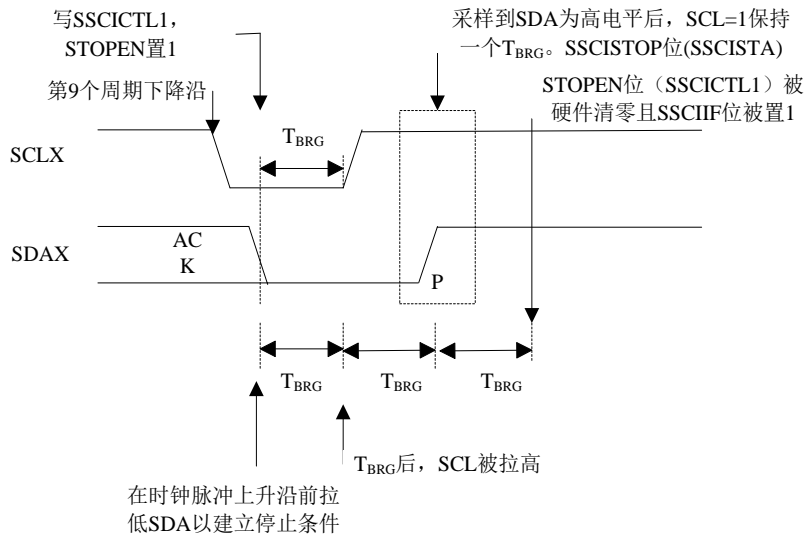 写SSCICTL1，
STOPEN置1
采样到SDA为高电平后，SCL=1保持
一个TBRG。SSCISTOP位(SSCISTA)
第9个周期下降沿
STOPEN位（SSCICTL1）被
硬件清零且SSCIIF位被置1
TBRG
SCLX
SDAX
AC
K
P
TBRG
TBRG
TBRG
TBRG后，SCL被拉高
在时钟脉冲上升沿前拉
低SDA以建立停止条件